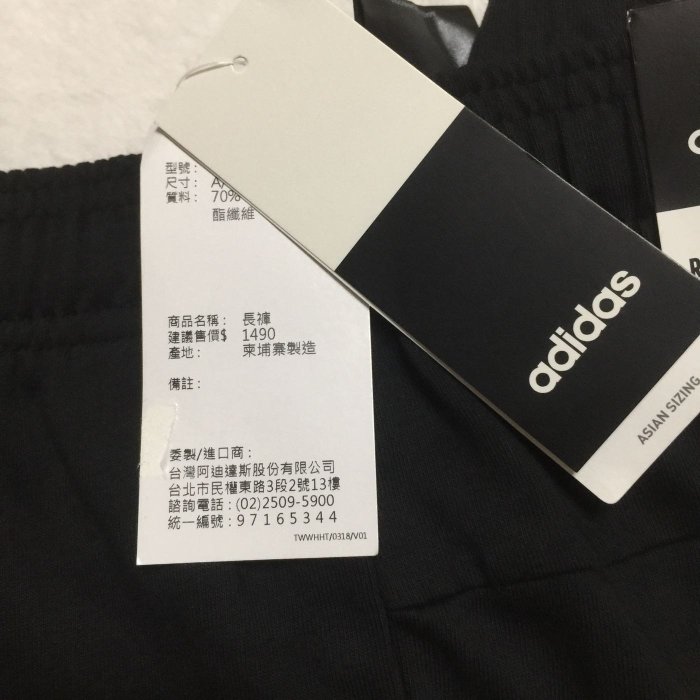 型號：
尺寸： A/
質料： 70%
酯纖維
商品名稱： 長褲
建議售價$ 1490
產地： 柬埔寨製造
備註：
委製/進口商：
台灣阿迪達斯股份有限公司
台北市民權東路3段2號13樓
諮詢電話：(02)2509-5900
統一編號：97165344
TWWHHT/0318/V01
adidas
ASIAN SIZING